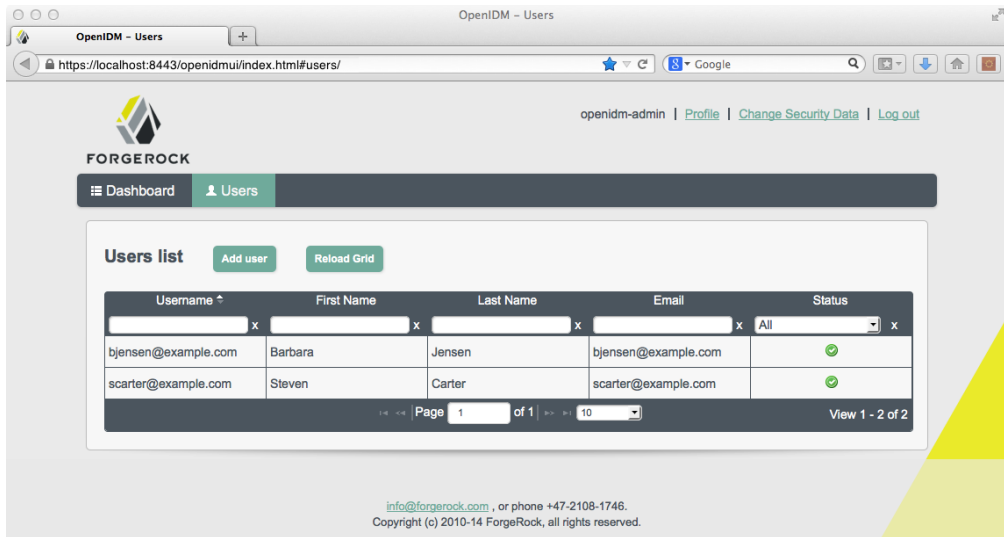 OpenIDM – Users
OpenIDM – Users +
https://localhost:8443/openidmui/index.html#users/ Google
openidm-admin | Profile | Change Security Data | Log out
FORGEROCK
Dashboard Users
Users list Add user Reload Grid
Username First Name Last Name Email Status
x x x x All x
bjensen@example.com Barbara Jensen bjensen@example.com
scarter@example.com Steven Carter scarter@example.com
Page 1 of 1 10 View 1 - 2 of 2
info@forgerock.com , or phone +47-2108-1746.
Copyright (c) 2010-14 ForgeRock, all rights reserved.